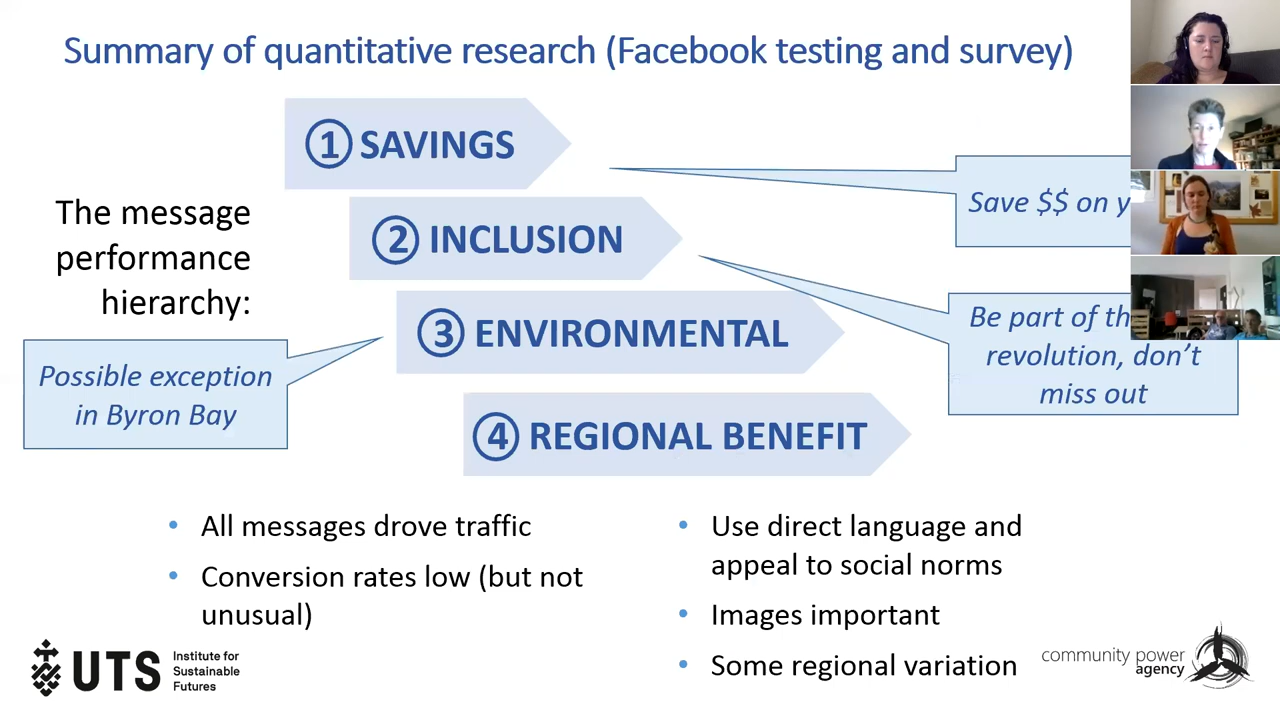 Summary of quantitative research (Facebook testing and survey)
The message
performance
hierarchy:
1 SAVINGS
Save $$ on y
2 INCLUSION
Be part of th
revolution, don't
miss out
3 ENVIRONMENTAL
Possible exception
in Byron Bay
4 REGIONAL BENEFIT
• All messages drove traffic
• Conversion rates low (but not
unusual)
• Use direct language and
appeal to social norms
• Images important
• Some regional variation
UTS
Institute for
Sustainable
Futures
community power
agency